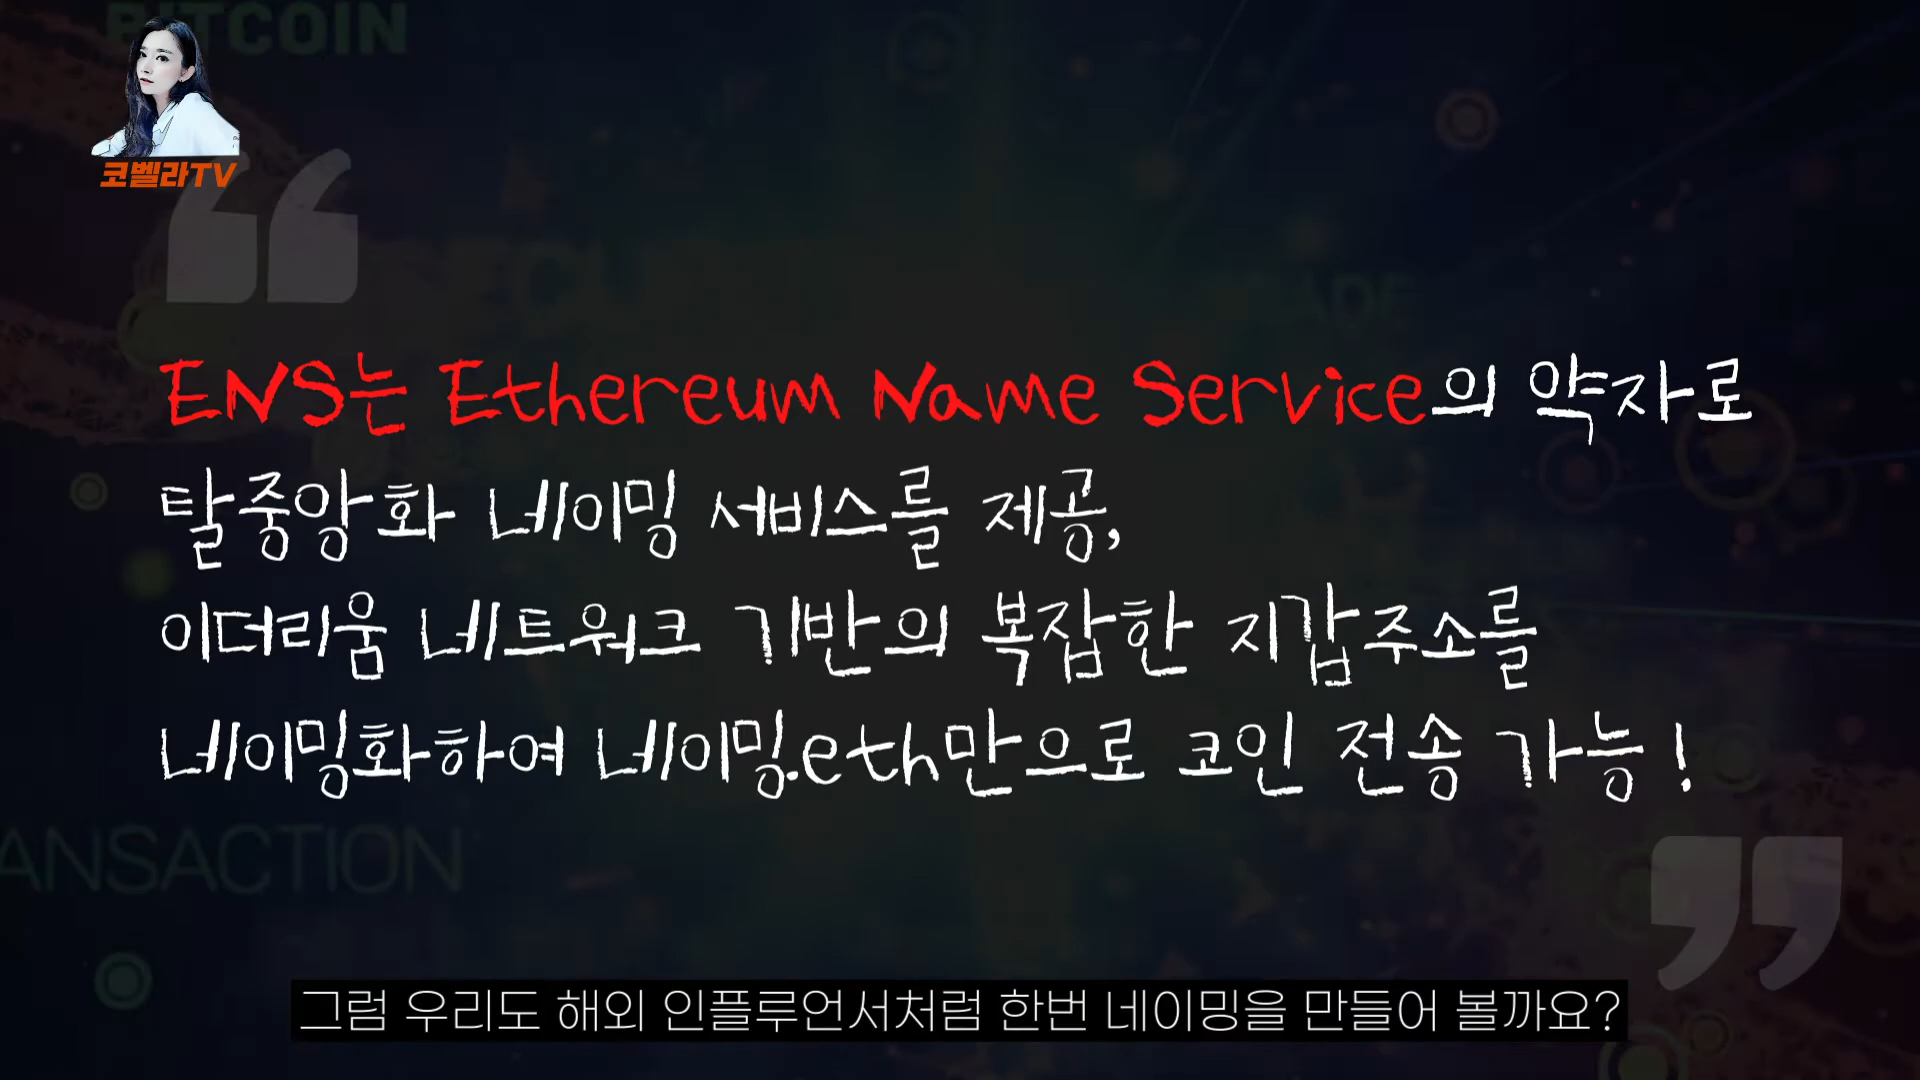 BITCOIN
코벨라TV
ENS는 Ethereum Name Service의 약자로
탈중앙화 네이밍 서비스를 제공,
이더리움 네트워크 기반의 복잡한 지갑주소를
네이밍화하여 네이밍.eth만으로 코인 전송 가능!
ANSACTION
그럼 우리도 해외 인플루언서처럼 한번 네이밍을 만들어 볼까요?